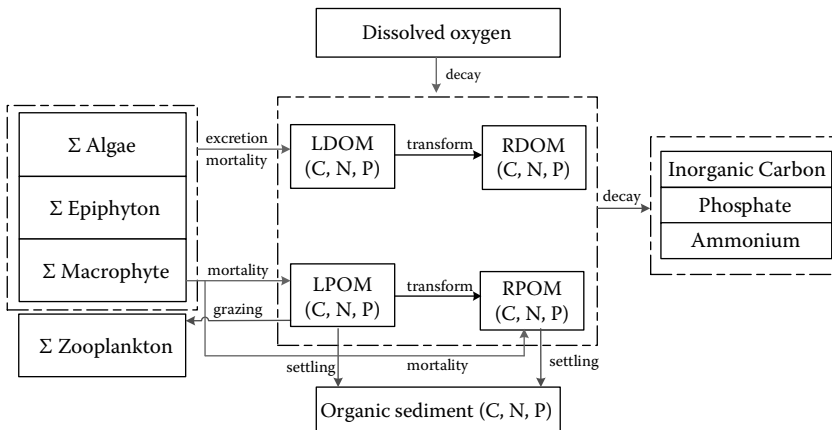 Dissolved oxygen
decay
Σ Algae
excretion
mortality
LDOM
(C, N, P)
transform
RDOM
(C, N, P)
Σ Epiphyton
decay
Inorganic Carbon
Phosphate
Ammonium
Σ Macrophyte
mortality
LPOM
(C, N, P)
transform
RPOM
(C, N, P)
grazing
Σ Zooplankton
settling
mortality
settling
Organic sediment (C, N, P)